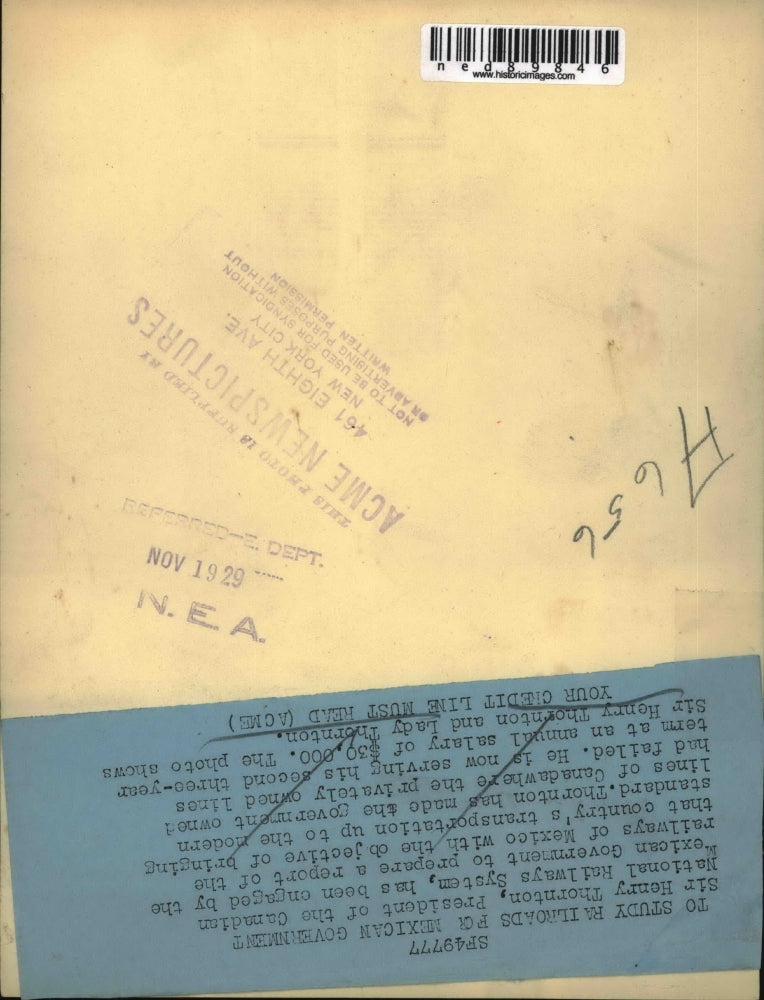 ned89846
www.historicimages.com
THIS PHOTO IS SUPPLIED BY
ACME NEWSPICTURES
461 EIGHTH AVE.
NEW YORK CITY
NOT TO BE USED FOR SYNDICATION
OR ADVERTISING PURPOSES WITHOUT
WRITTEN PERMISSION
REFERRED-E. DEPT.
NOV 1929
N. E. A.
SF49777
TO STUDY RAILROADS FOR MEXICAN GOVERNMENT
Sir Henry Thornton, President of the Canadian
National Railways System, has been engaged by the
Mexican Government to prepare a report of the
railways of Mexico with the objective of bringing
that country's transportation up to the modern
standard. Thornton has made the government owned
lines of Canada where the privately owned lines
had failed. He is now serving his second three-year
term at an annual salary of $30,000. The photo shows
Sir Henry Thornton and Lady Thornton.
YOUR CREDIT LINE MUST READ (ACME)